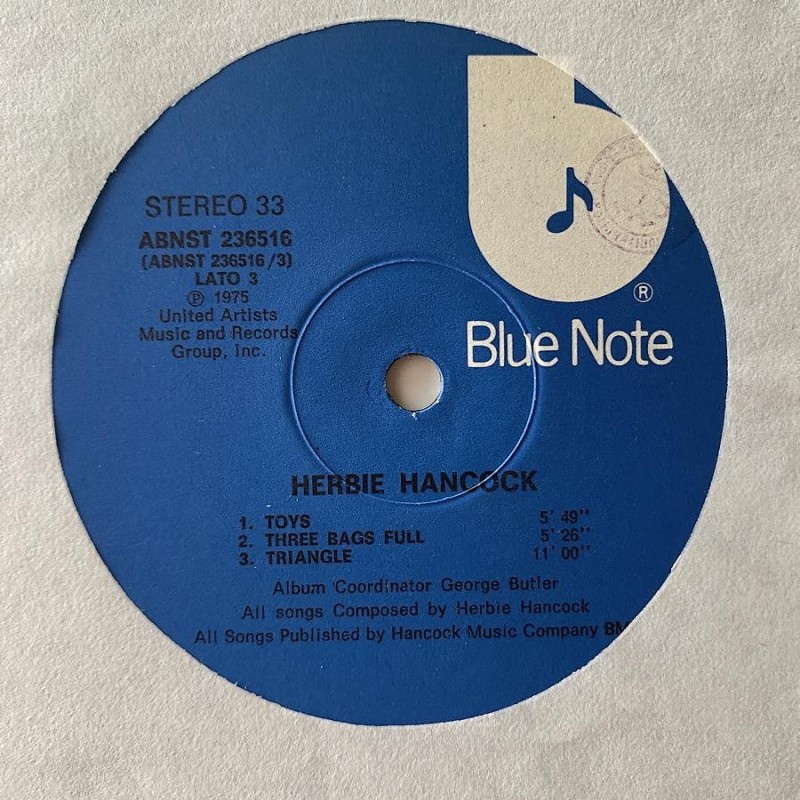 STEREO 33
ABNST 236516
(ABNST 236516/3)
LATO 3
℗ 1975
United Artists
Music and Records
Group, Inc.
®
Blue Note
HERBIE HANCOCK
1. TOYS 5' 49''
2. THREE BAGS FULL 5' 26''
3. TRIANGLE 11' 00''
Album Coordinator George Butler
All songs Composed by Herbie Hancock
All Songs Published by Hancock Music Company BM